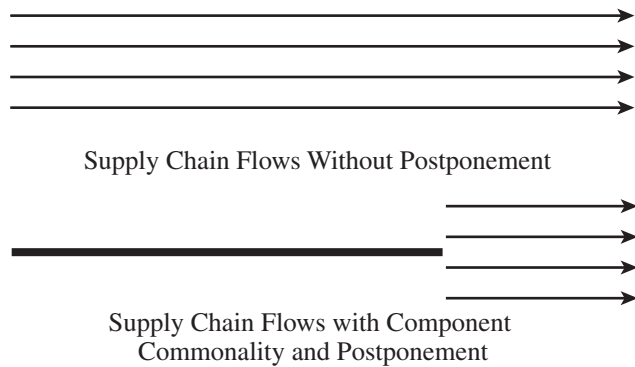 Supply Chain Flows Without Postponement
Supply Chain Flows with Component
Commonality and Postponement